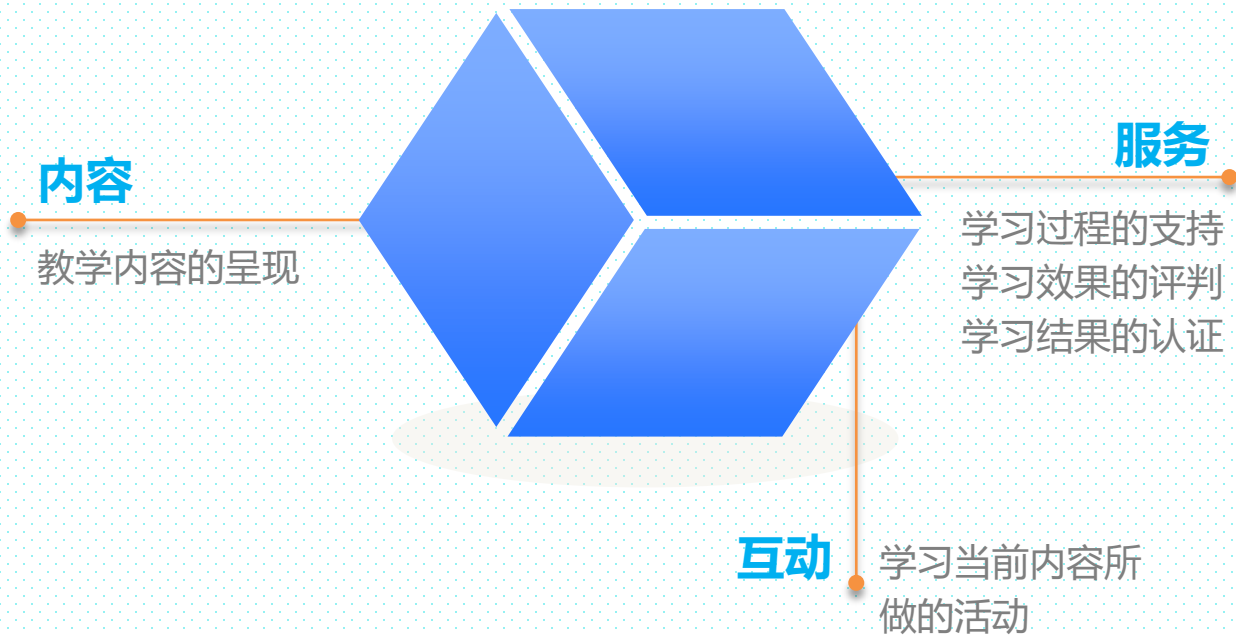 内容
教学内容的呈现
服务
学习过程的支持
学习效果的评判
学习结果的认证
互动
学习当前内容所
做的活动